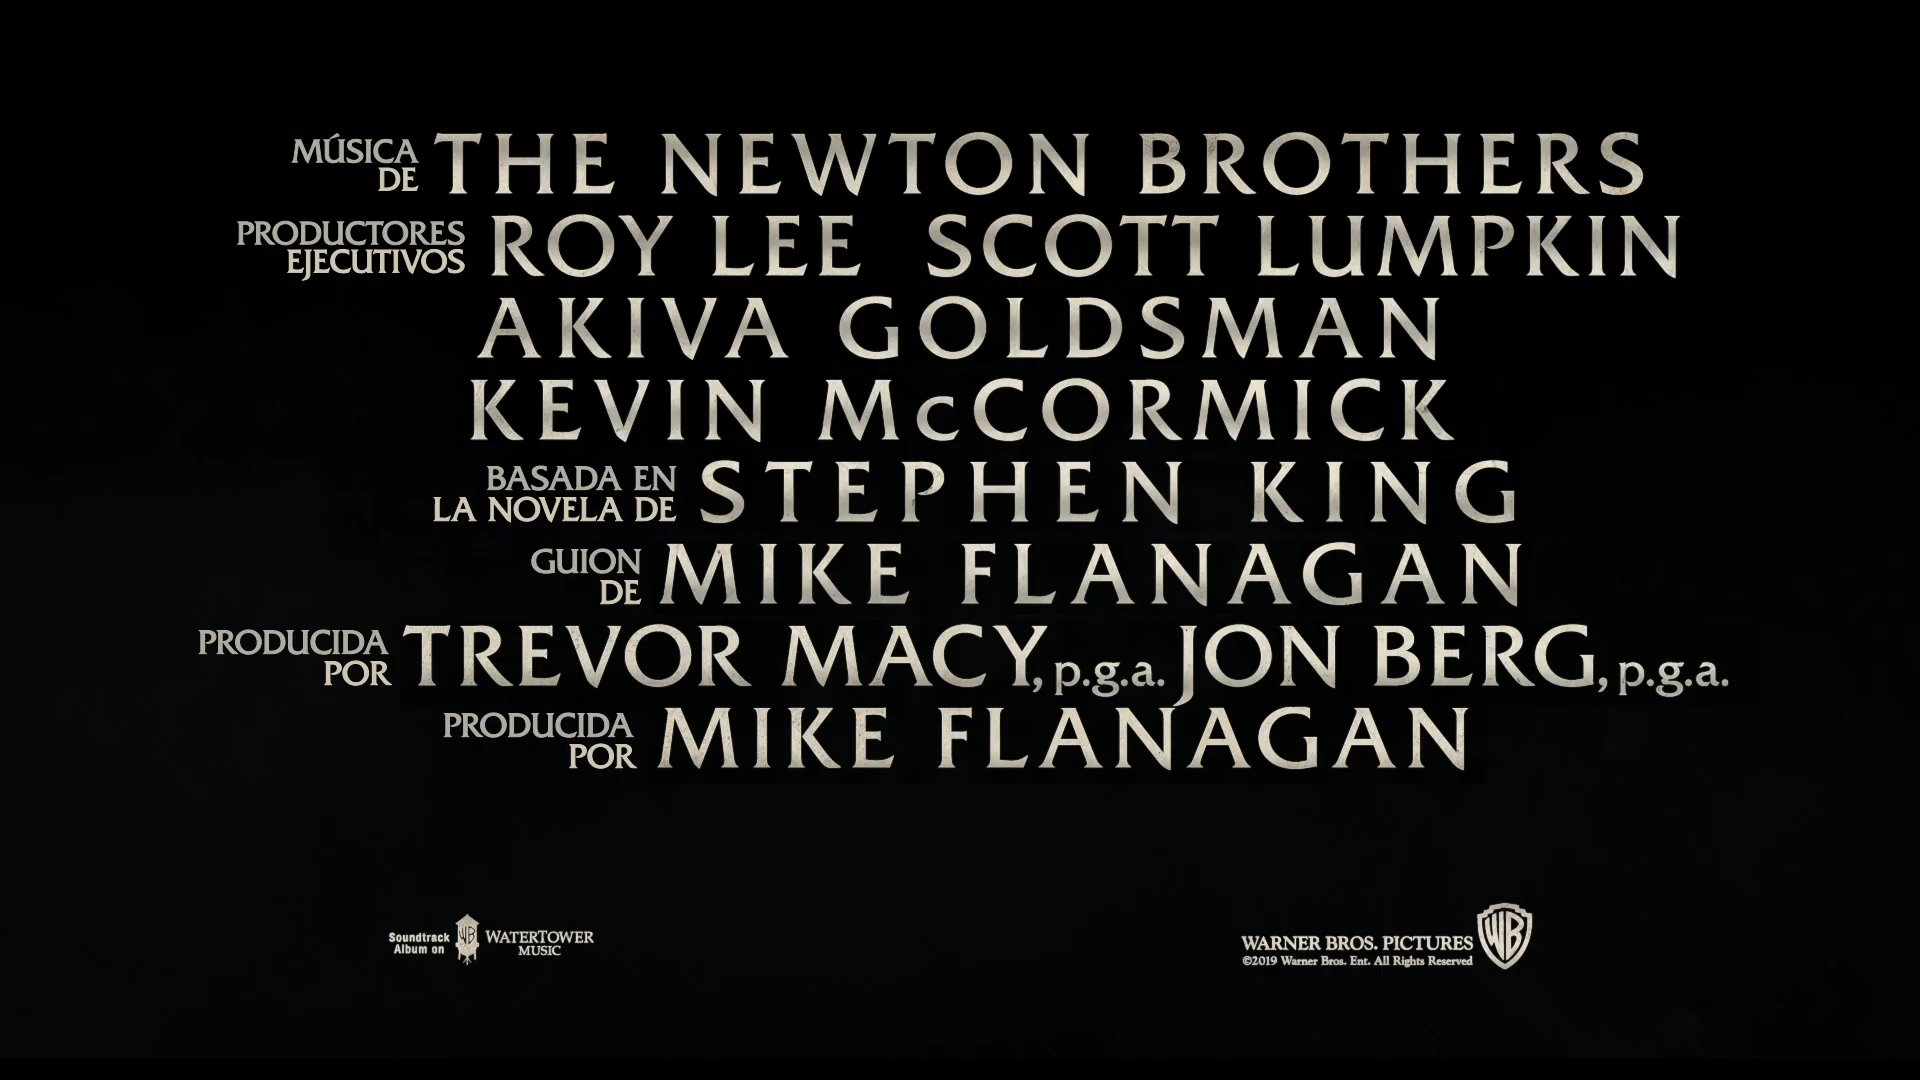 MÚSICA DE THE NEWTON BROTHERS
PRODUCTORES EJECUTIVOS ROY LEE SCOTT LUMPKIN
AKIVA GOLDSMAN
KEVIN McCORMICK
BASADA EN LA NOVELA DE STEPHEN KING
GUION DE MIKE FLANAGAN
PRODUCIDA POR TREVOR MACY, p.g.a. JON BERG, p.g.a.
PRODUCIDA POR MIKE FLANAGAN
Soundtrack Album on WB WATERTOWER MUSIC
WARNER BROS. PICTURES WB
©2019 Warner Bros. Ent. All Rights Reserved